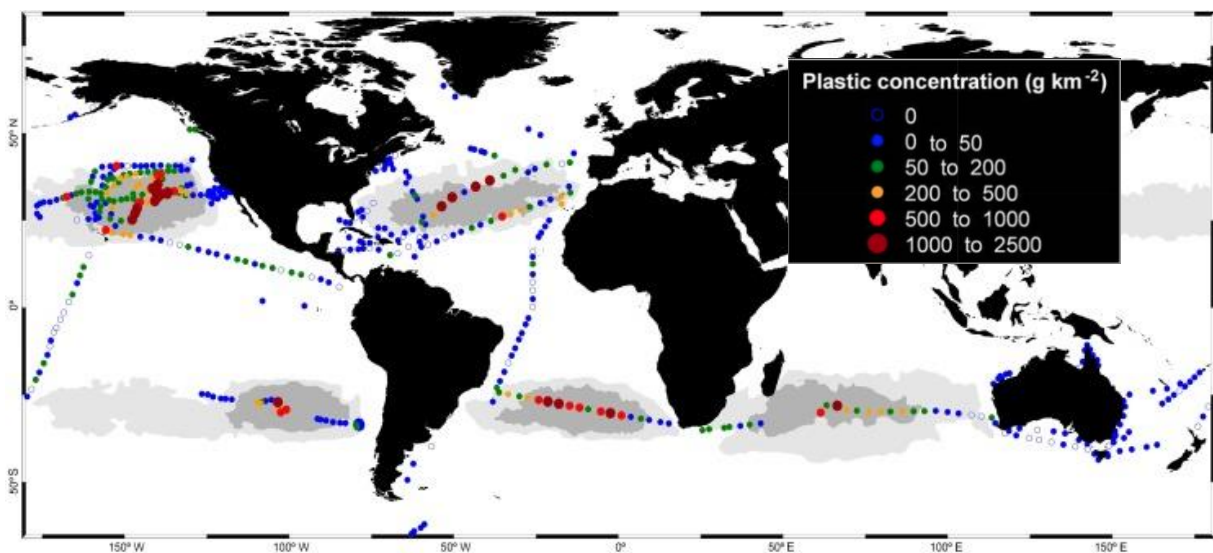 Plastic concentration (g km-2)
0
0 to 50
50 to 200
200 to 500
500 to 1000
1000 to 2500
50° N
0°
50°S
150° W
100° W
50° W
0°
50° E
100° E
150° E